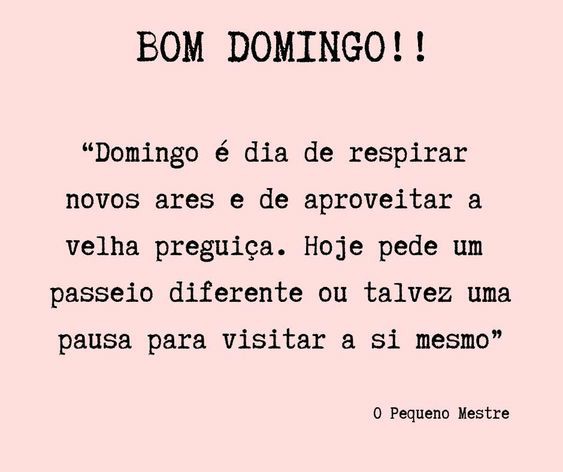 BOM DOMINGO!!
“Domingo é dia de respirar
novos ares e de aproveitar a
velha preguiça. Hoje pede um
passeio diferente ou talvez uma
pausa para visitar a si mesmo”
O Pequeno Mestre